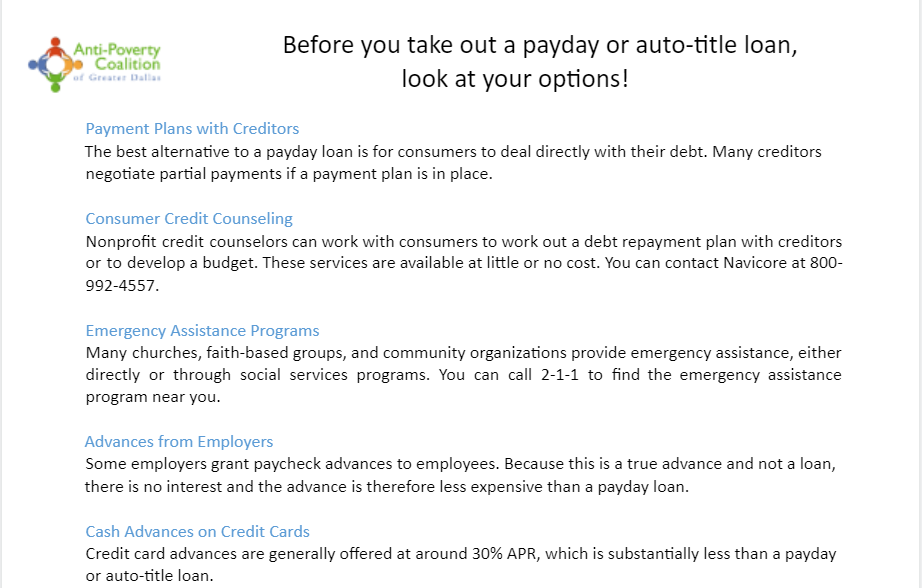 Anti-Poverty
Coalition
of Greater Dallas
Before you take out a payday or auto-title loan,
look at your options!
Payment Plans with Creditors
The best alternative to a payday loan is for consumers to deal directly with their debt. Many creditors
negotiate partial payments if a payment plan is in place.
Consumer Credit Counseling
Nonprofit credit counselors can work with consumers to work out a debt repayment plan with creditors
or to develop a budget. These services are available at little or no cost. You can contact Navicore at 800-
992-4557.
Emergency Assistance Programs
Many churches, faith-based groups, and community organizations provide emergency assistance, either
directly or through social services programs. You can call 2-1-1 to find the emergency assistance
program near you.
Advances from Employers
Some employers grant paycheck advances to employees. Because this is a true advance and not a loan,
there is no interest and the advance is therefore less expensive than a payday loan.
Cash Advances on Credit Cards
Credit card advances are generally offered at around 30% APR, which is substantially less than a payday
or auto-title loan.